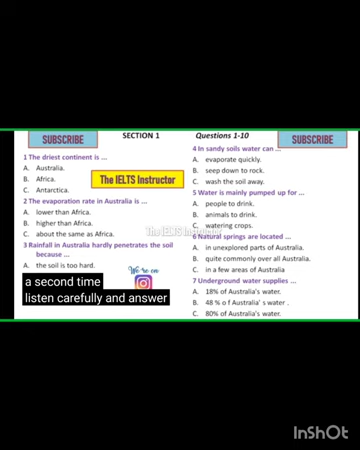 SUBSCRIBE
SECTION 1
Questions 1-10
SUBSCRIBE
1 The driest continent is ...
A. Australia.
B. Africa.
C. Antarctica.
The IELTS Instructor
2 The evaporation rate in Australia is ...
A. lower than Africa.
B. higher than Africa.
C. about the same as Africa.
3 Rainfall in Australia hardly penetrates the soil
because ...
A. the soil is too hard.
We're on
a second time
listen carefully and answer
4 In sandy soils water can ...
A. evaporate quickly.
B. seep down to rock.
C. wash the soil away.
5 Water is mainly pumped up for ...
A. people to drink.
B. animals to drink.
C. watering crops.
The IELTS Instructor
6 Natural springs are located ...
A. in unexplored parts of Australia.
B. quite commonly over all Australia.
C. in a few areas of Australia
7 Underground water supplies ...
A. 18% of Australia's water.
B. 48 % o f Australia' s water .
C. 80% of Australia's water.
InShOt